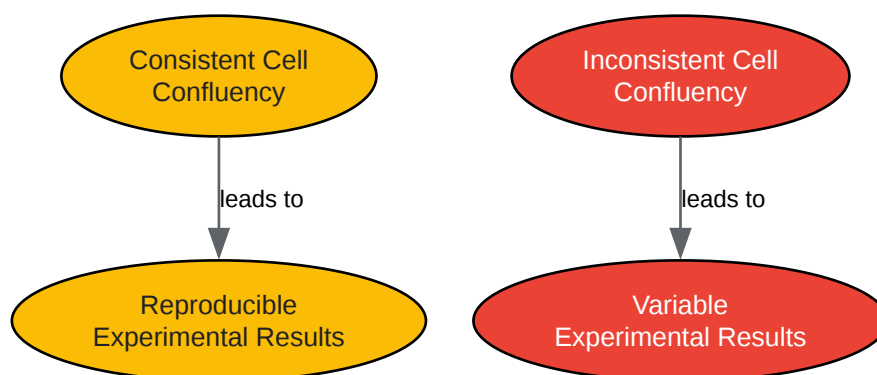 Consistent Cell
Confluency
leads to
Reproducible
Experimental Results
Inconsistent Cell
Confluency
leads to
Variable
Experimental Results